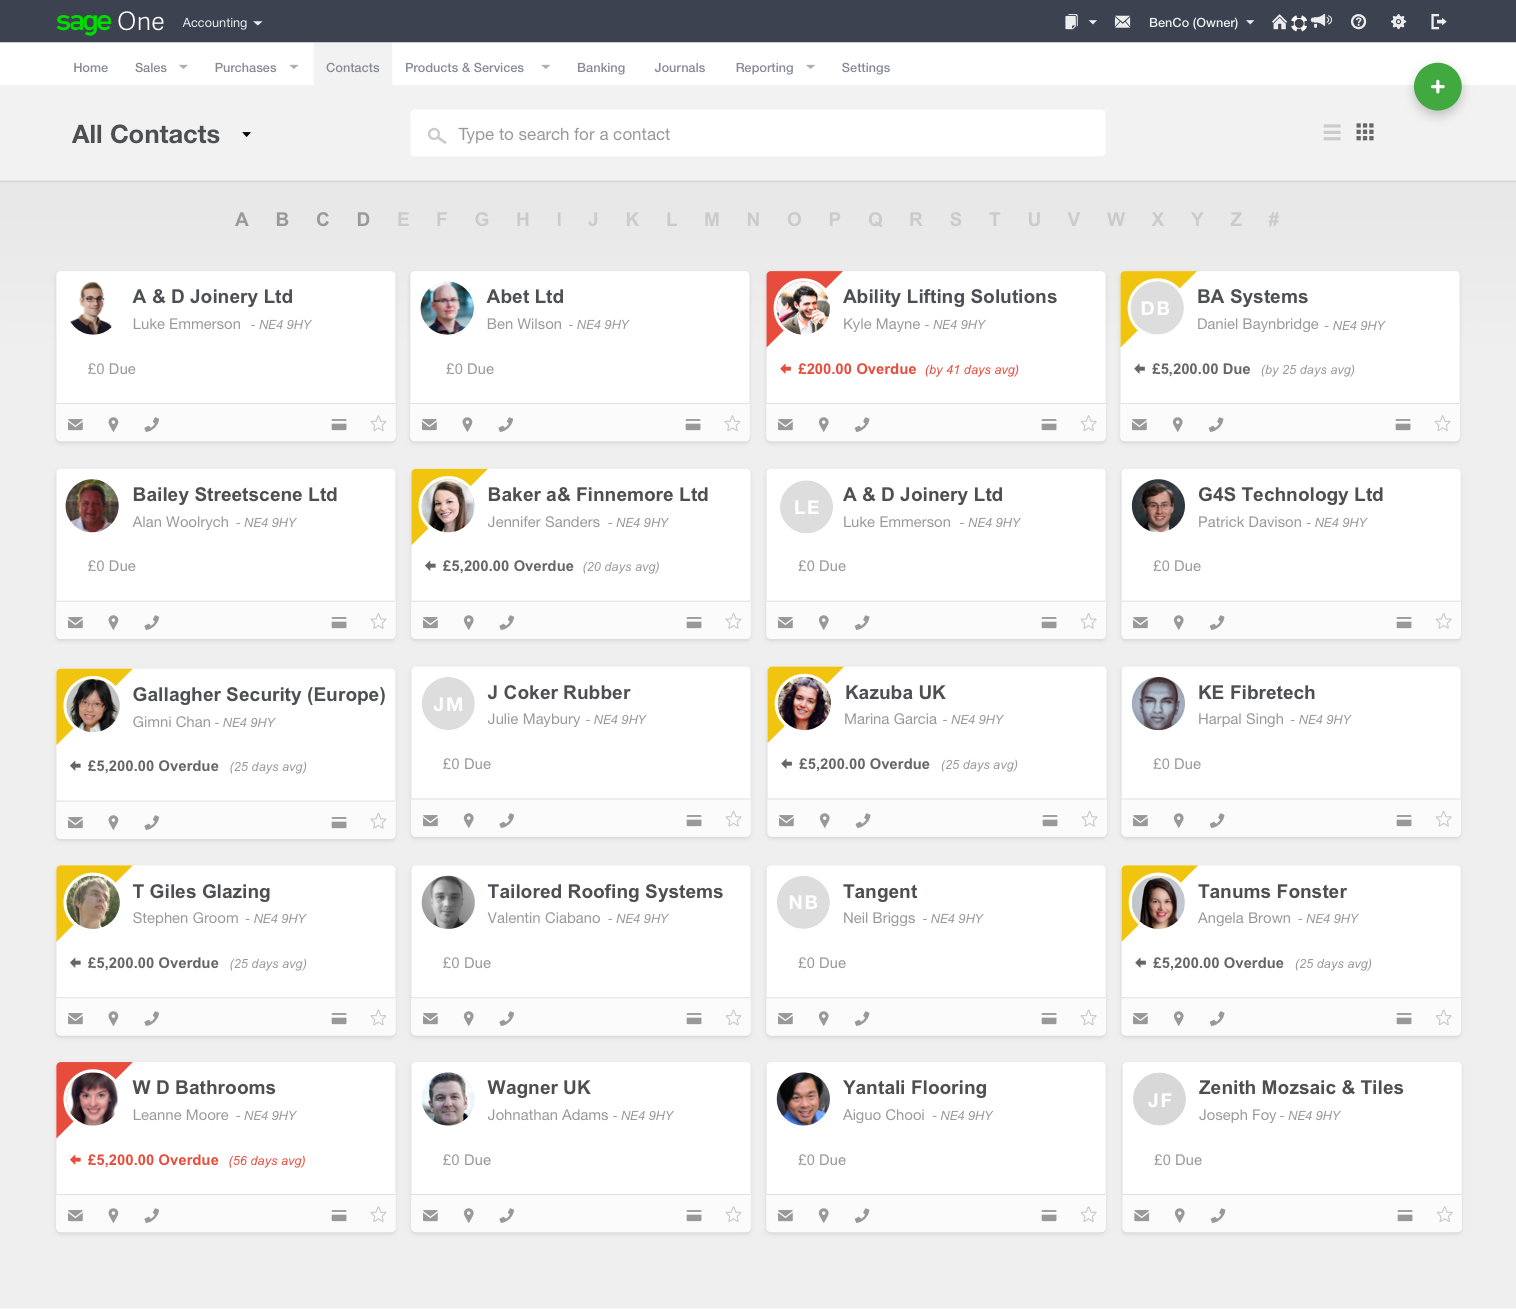 sage One Accounting BenCo (Owner)
Home Sales Purchases Contacts Products & Services Banking Journals Reporting Settings
All Contacts Type to search for a contact
A B C D E F G H I J K L M N O P Q R S T U V W X Y Z #
A & D Joinery Ltd
Luke Emmerson - NE4 9HY
£0 Due
Abet Ltd
Ben Wilson - NE4 9HY
£0 Due
Ability Lifting Solutions
Kyle Mayne - NE4 9HY
£200.00 Overdue (by 41 days avg)
DB
BA Systems
Daniel Baynbridge - NE4 9HY
£5,200.00 Due (by 25 days avg)
Bailey Streetscene Ltd
Alan Woolrych - NE4 9HY
£0 Due
Baker a& Finnemore Ltd
Jennifer Sanders - NE4 9HY
£5,200.00 Overdue (20 days avg)
LE
A & D Joinery Ltd
Luke Emmerson - NE4 9HY
£0 Due
G4S Technology Ltd
Patrick Davison - NE4 9HY
£0 Due
Gallagher Security (Europe)
Gimni Chan - NE4 9HY
£5,200.00 Overdue (25 days avg)
JM
J Coker Rubber
Julie Maybury - NE4 9HY
£0 Due
Kazuba UK
Marina Garcia - NE4 9HY
£5,200.00 Overdue (25 days avg)
KE Fibretech
Harpal Singh - NE4 9HY
£0 Due
T Giles Glazing
Stephen Groom - NE4 9HY
£5,200.00 Overdue (25 days avg)
Tailored Roofing Systems
Valentin Ciabano - NE4 9HY
£0 Due
NB
Tangent
Neil Briggs - NE4 9HY
£0 Due
Tanums Fonster
Angela Brown - NE4 9HY
£5,200.00 Overdue (25 days avg)
W D Bathrooms
Leanne Moore - NE4 9HY
£5,200.00 Overdue (56 days avg)
Wagner UK
Johnathan Adams - NE4 9HY
£0 Due
Yantali Flooring
Aiguo Chooi - NE4 9HY
£0 Due
JF
Zenith Mozsaic & Tiles
Joseph Foy - NE4 9HY
£0 Due